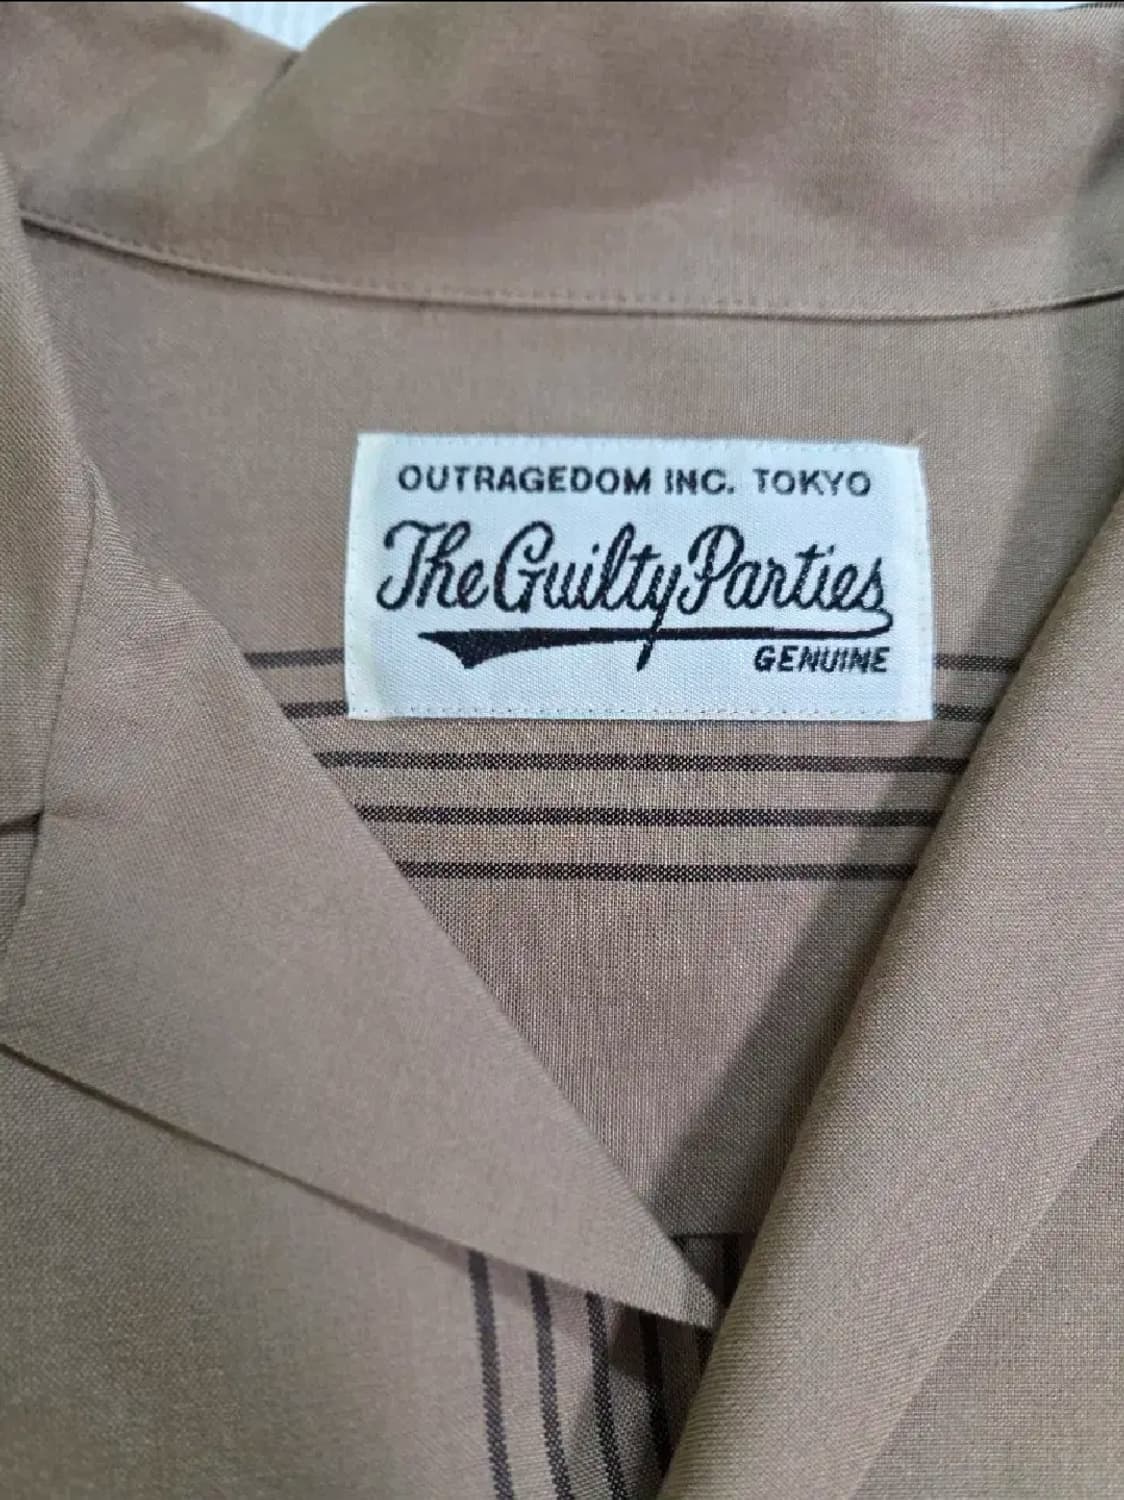 OUTRAGEDOM INC. TOKYO
The Guilty Parties
GENUINE